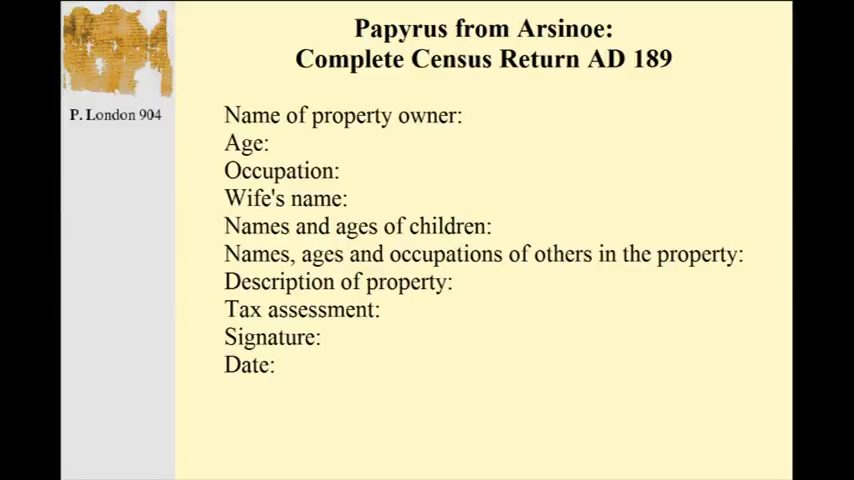 Papyrus from Arsinoe:
Complete Census Return AD 189
P. London 904
Name of property owner:
Age:
Occupation:
Wife's name:
Names and ages of children:
Names, ages and occupations of others in the property:
Description of property:
Tax assessment:
Signature:
Date: